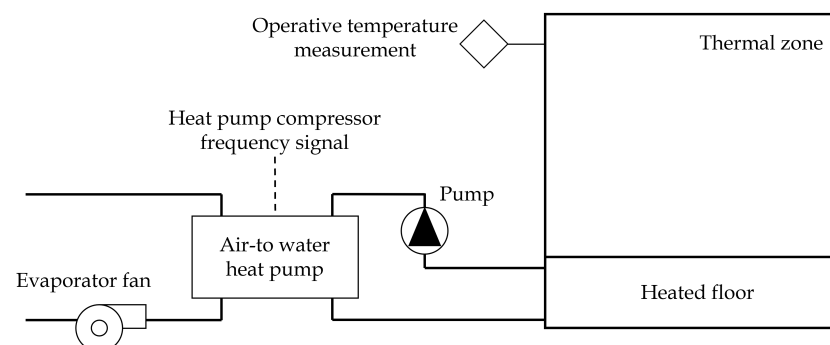 Operative temperature
measurement
Thermal zone
Heat pump compressor
frequency signal
Pump
Air-to water
heat pump
Evaporator fan
Heated floor